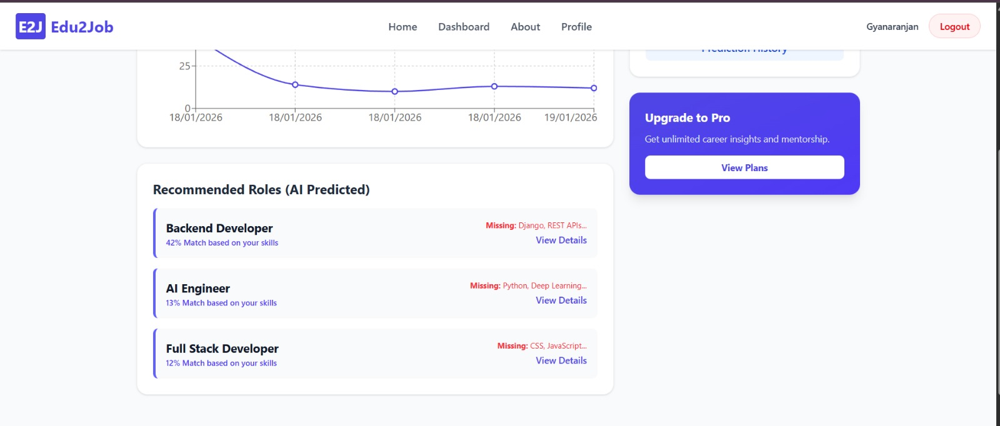 E2J Edu2Job
Home
Dashboard
About
Profile
Gyanaranjan
Logout
25
0
18/01/2026
18/01/2026
18/01/2026
18/01/2026
19/01/2026
Prediction History
Upgrade to Pro
Get unlimited career insights and mentorship.
View Plans
Recommended Roles (AI Predicted)
Backend Developer
42% Match based on your skills
Missing: Django, REST APIs...
View Details
AI Engineer
13% Match based on your skills
Missing: Python, Deep Learning...
View Details
Full Stack Developer
12% Match based on your skills
Missing: CSS, JavaScript...
View Details